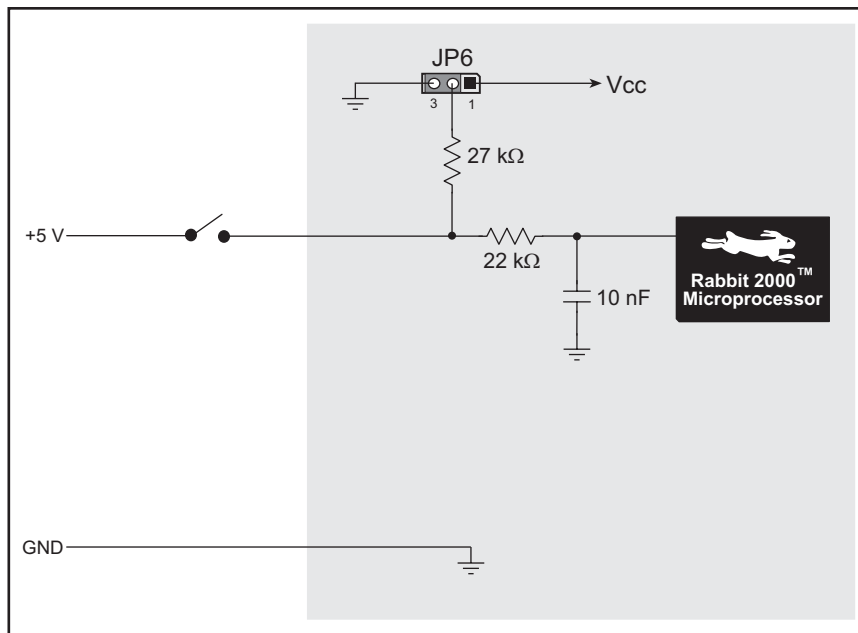 JP6
3
1
Vcc
27 kΩ
+5 V
22 kΩ
10 nF
Rabbit 2000™
Microprocessor
GND